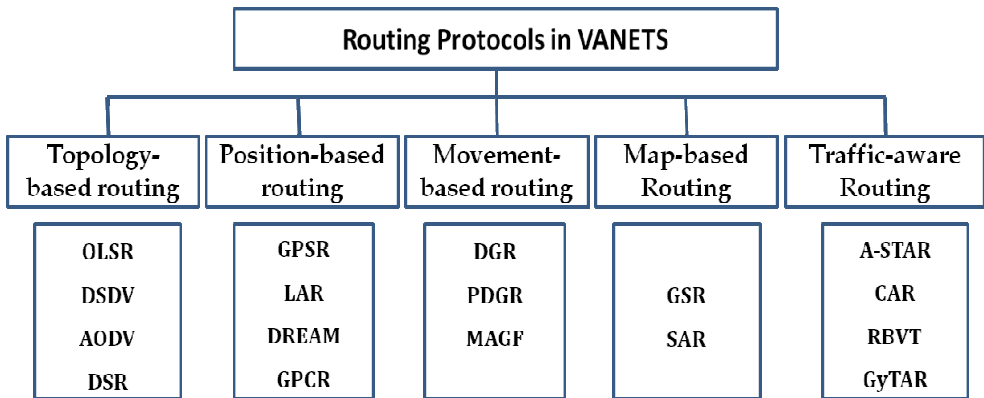 Routing Protocols in VANETS
Topology-
based routing
Position-based
routing
Movement-
based routing
Map-based
Routing
Traffic-aware
Routing
OLSR
DSDV
AODV
DSR
GPSR
LAR
DREAM
GPCR
DGR
PDGR
MAGF
GSR
SAR
A-STAR
CAR
RBVT
GyTAR